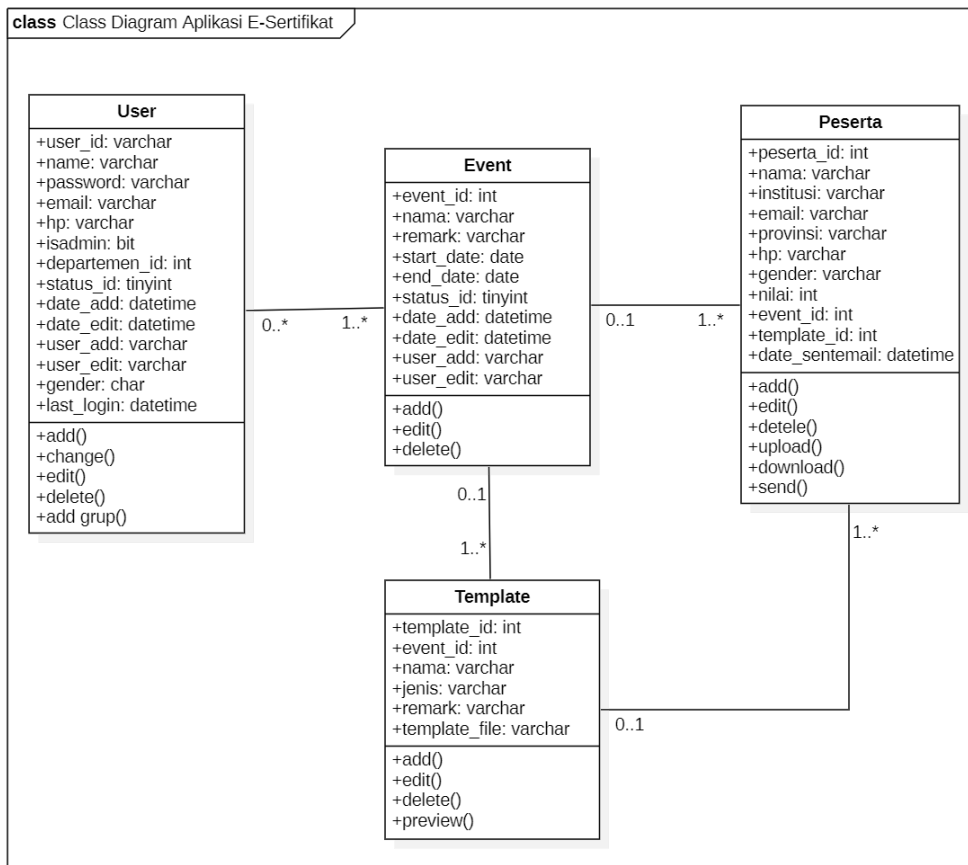 class Class Diagram Aplikasi E-Sertifikat
User
+user_id: varchar
+name: varchar
+password: varchar
+email: varchar
+hp: varchar
+isadmin: bit
+departemen_id: int
+status_id: tinyint
+date_add: datetime
+date_edit: datetime
+user_add: varchar
+user_edit: varchar
+gender: char
+last_login: datetime
+add()
+change()
+edit()
+delete()
+add grup()
0..*
1..*
Event
+event_id: int
+nama: varchar
+remark: varchar
+start_date: date
+end_date: date
+status_id: tinyint
+date_add: datetime
+date_edit: datetime
+user_add: varchar
+user_edit: varchar
+add()
+edit()
+delete()
0..1
1..*
Peserta
+peserta_id: int
+nama: varchar
+institusi: varchar
+email: varchar
+provinsi: varchar
+hp: varchar
+gender: varchar
+nilai: int
+event_id: int
+template_id: int
+date_sentemail: datetime
+add()
+edit()
+detele()
+upload()
+download()
+send()
0..1
1..*
1..*
Template
+template_id: int
+event_id: int
+nama: varchar
+jenis: varchar
+remark: varchar
+template_file: varchar
+add()
+edit()
+delete()
+preview()
0..1